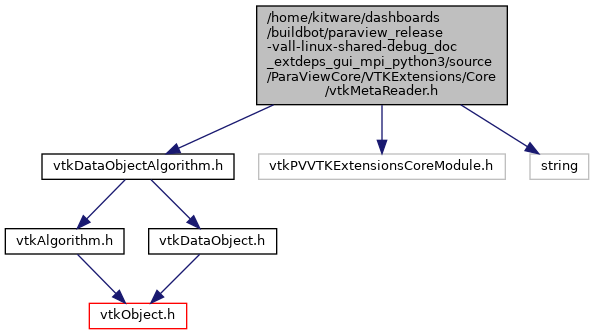 /home/kitware/dashboards
/buildbot/paraview_release
-vall-linux-shared-debug_doc
_extdeps_gui_mpi_python3/source
/ParaViewCore/VTKExtensions/Core
/vtkMetaReader.h
vtkDataObjectAlgorithm.h
vtkPVVTKExtensionsCoreModule.h
string
vtkAlgorithm.h
vtkDataObject.h
vtkObject.h